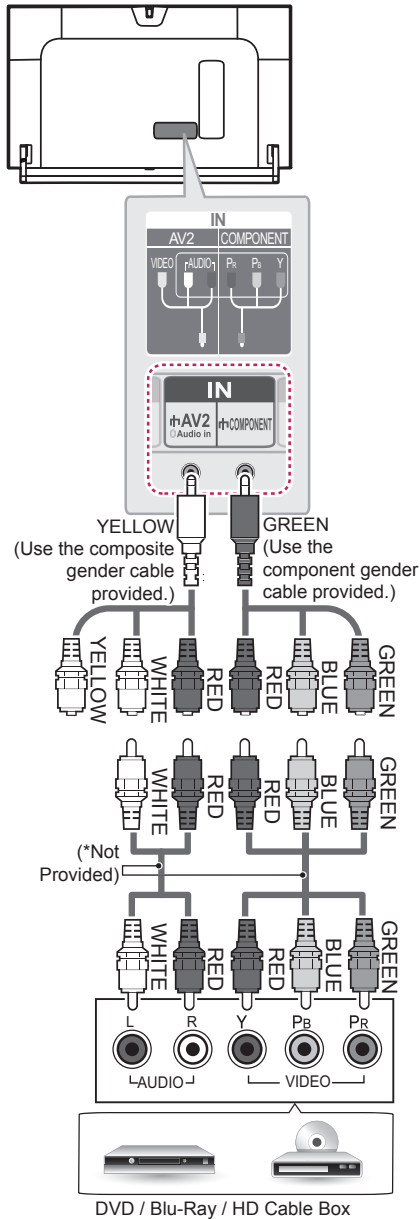 IN
AV2 COMPONENT
VIDEO AUDIO PR PB Y
IN
AV2 COMPONENT
Audio in
YELLOW
(Use the composite
gender cable
provided.)
GREEN
(Use the
component gender
cable provided.)
YELLOW WHITE RED RED BLUE GREEN
WHITE RED RED BLUE GREEN
(*Not
Provided)
WHITE RED RED BLUE GREEN
L R Y PB PR
AUDIO VIDEO
DVD / Blu-Ray / HD Cable Box